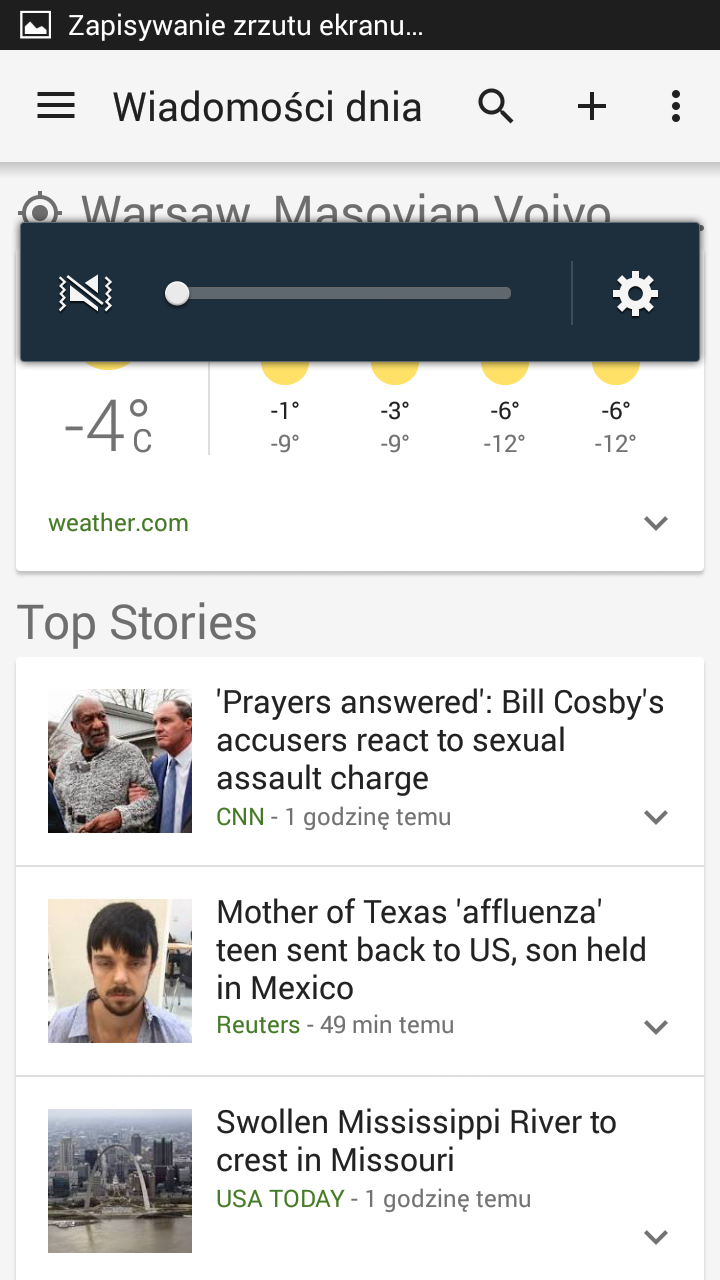 Zapisywanie zrzutu ekranu...
Wiadomości dnia
Warsaw, Masovian Voivo...
-4°C
-1° -3° -6° -6°
-9° -9° -12° -12°
weather.com
Top Stories
'Prayers answered': Bill Cosby's
accusers react to sexual
assault charge
CNN - 1 godzinę temu
Mother of Texas 'affluenza'
teen sent back to US, son held
in Mexico
Reuters - 49 min temu
Swollen Mississippi River to
crest in Missouri
USA TODAY - 1 godzinę temu